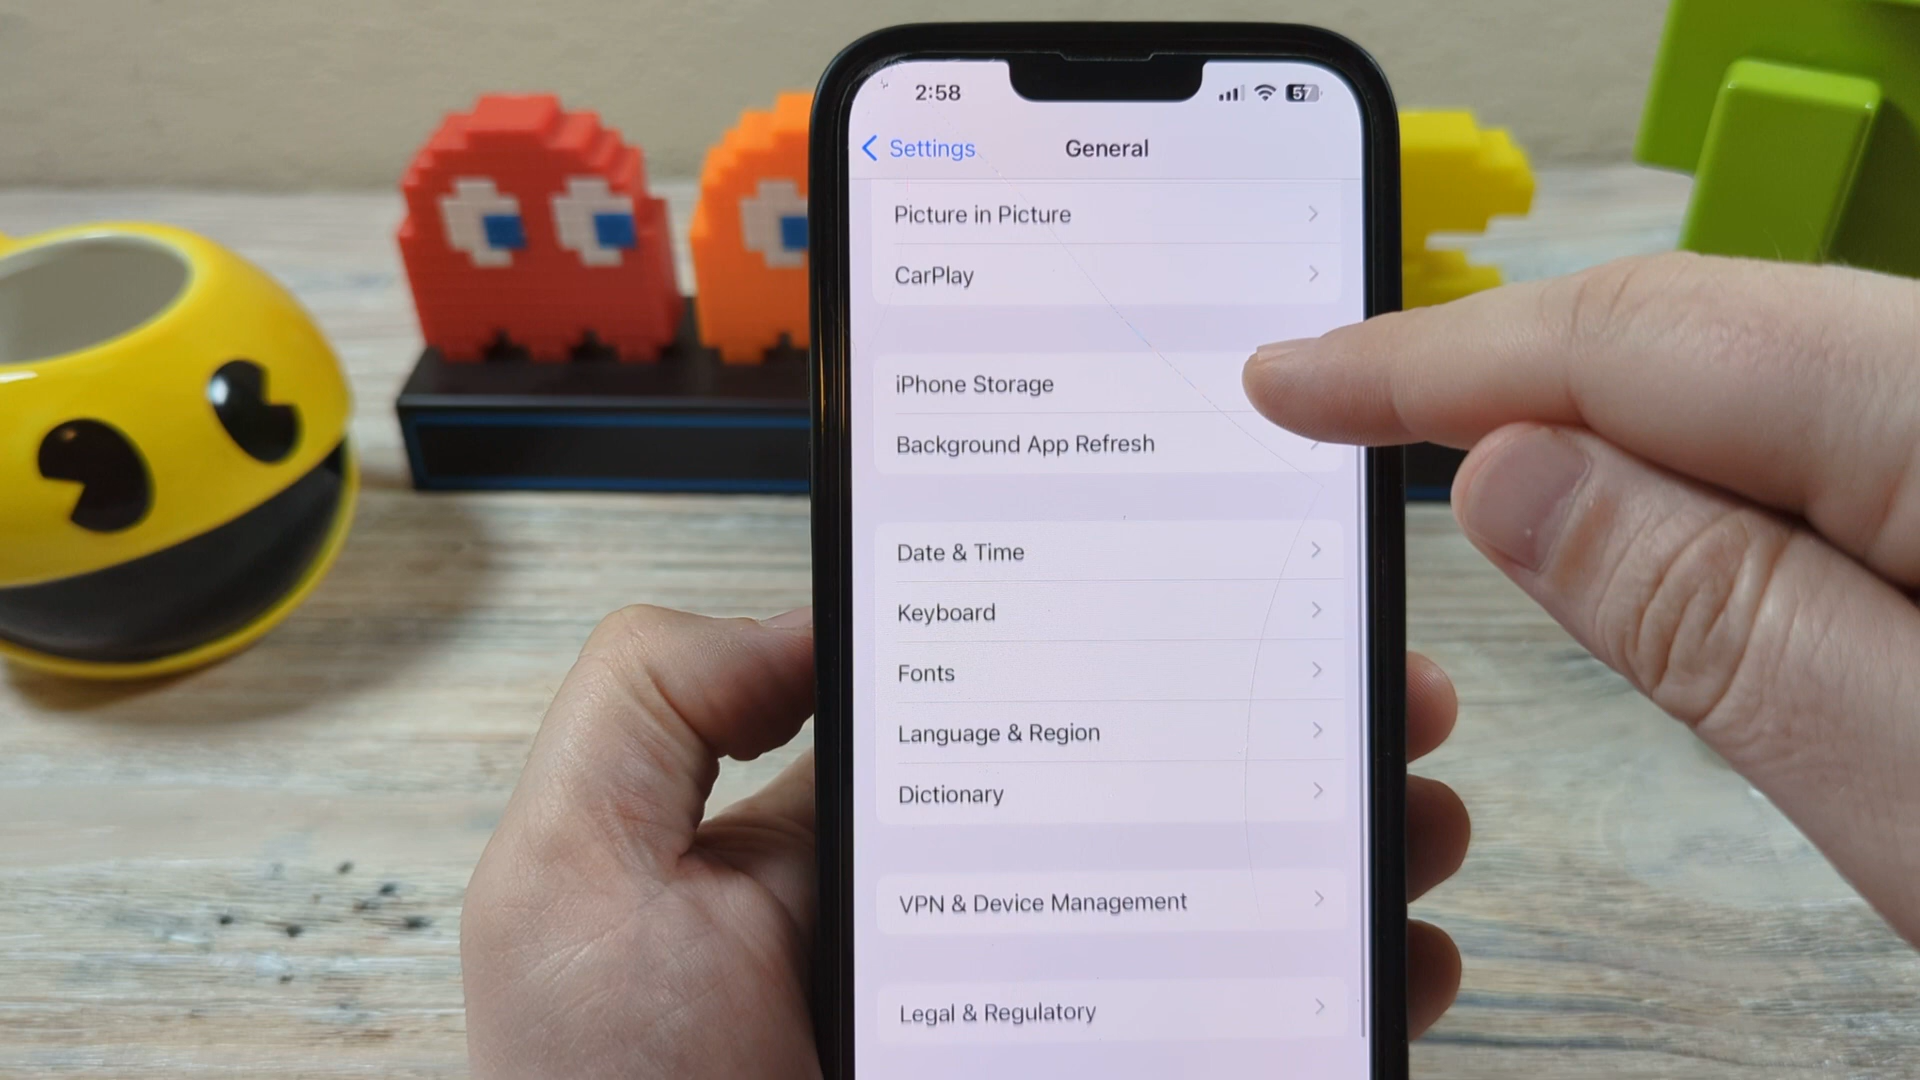 2:58
57
Settings
General
Picture in Picture
CarPlay
iPhone Storage
Background App Refresh
Date & Time
Keyboard
Fonts
Language & Region
Dictionary
VPN & Device Management
Legal & Regulatory